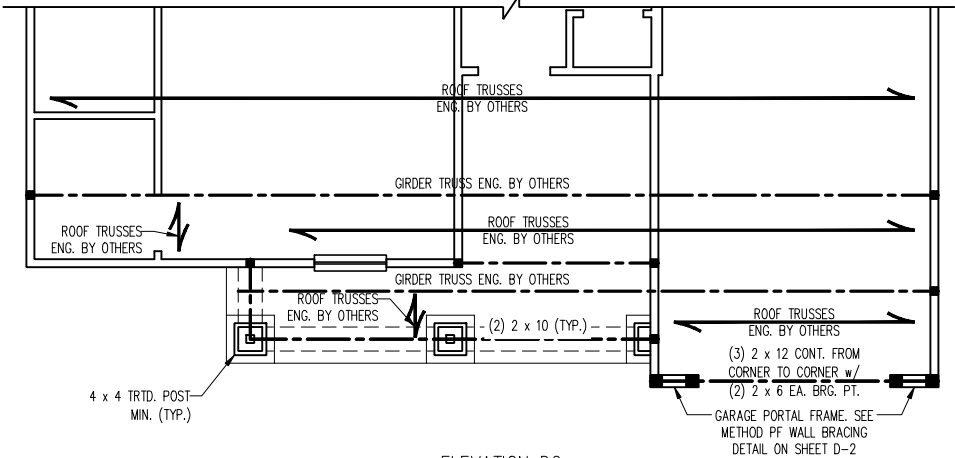 ROOF TRUSSES
ENG. BY OTHERS
GIRDER TRUSS ENG. BY OTHERS
ROOF TRUSSES
ENG. BY OTHERS
ROOF TRUSSES
ENG. BY OTHERS
GIRDER TRUSS ENG. BY OTHERS
ROOF TRUSSES
ENG. BY OTHERS
(2) 2 x 10 (TYP.)
ROOF TRUSSES
ENG. BY OTHERS
(3) 2 x 12 CONT. FROM
CORNER TO CORNER w/
(2) 2 x 6 EA. BRG. PT.
4 x 4 TRTD. POST
MIN. (TYP.)
GARAGE PORTAL FRAME. SEE
METHOD PF WALL BRACING
DETAIL ON SHEET D-2